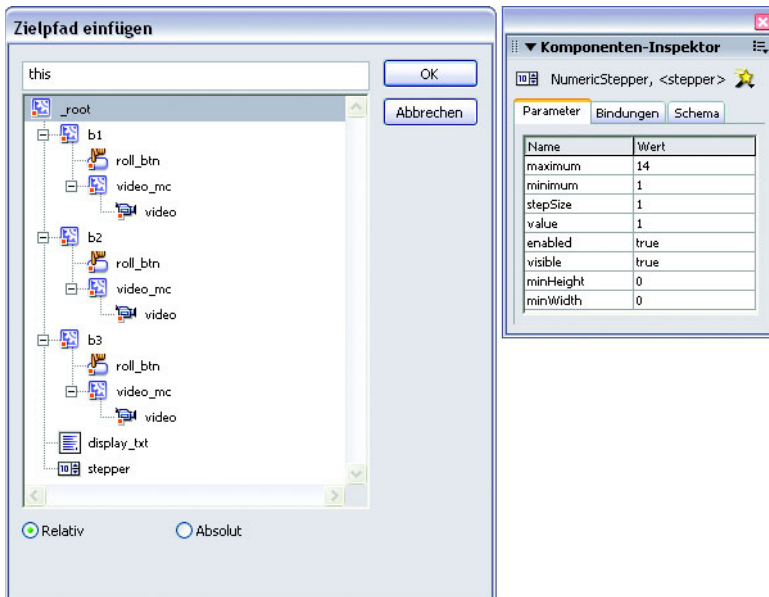 Zielpfad einfügen
this
OK
Abbrechen
_root
b1
roll_btn
video_mc
video
b2
roll_btn
video_mc
video
b3
roll_btn
video_mc
video
display_txt
stepper
Relativ
Absolut
Komponenten-Inspektor
NumericStepper, <stepper>
Parameter Bindungen Schema
Name Wert
maximum 14
minimum 1
stepSize 1
value 1
enabled true
visible true
minHeight 0
minWidth 0